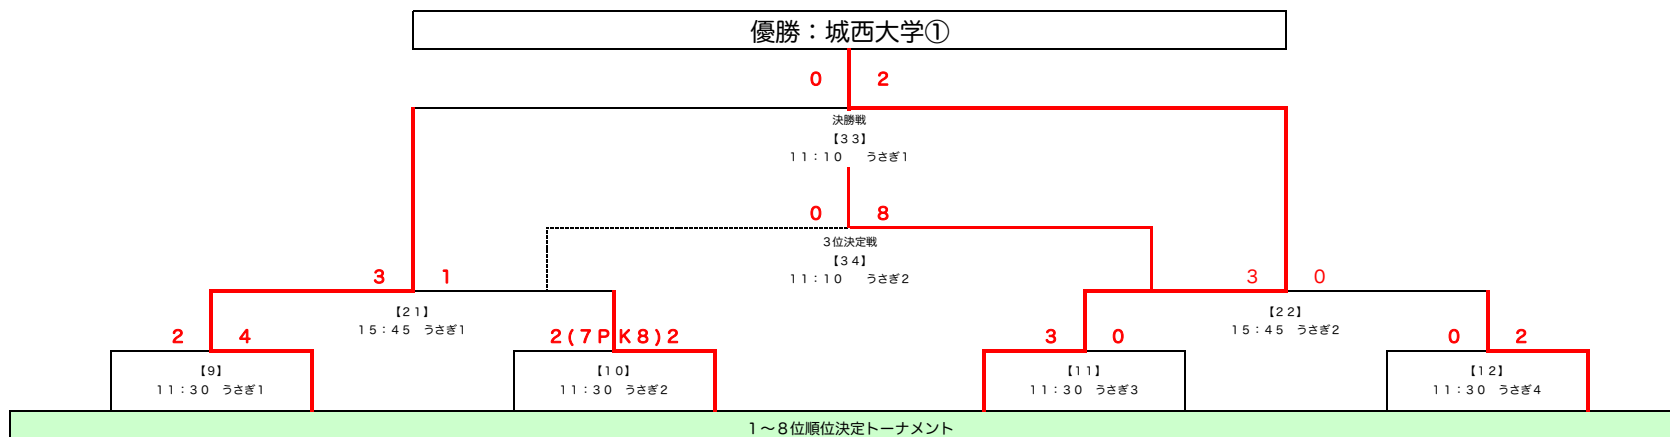 優勝：城西大学①
０ ２
決勝戦
【３３】
１１：１０　うさぎ１
０ ８
３位決定戦
【３４】
１１：１０　うさぎ２
３ １
３ ０
【２１】
１５：４５　うさぎ１
【２２】
１５：４５　うさぎ２
２ ４
２(７ＰＫ８)２
３ ０
０ ２
【９】
１１：３０　うさぎ１
【１０】
１１：３０　うさぎ２
【１１】
１１：３０　うさぎ３
【１２】
１１：３０　うさぎ４
１～８位順位決定トーナメント